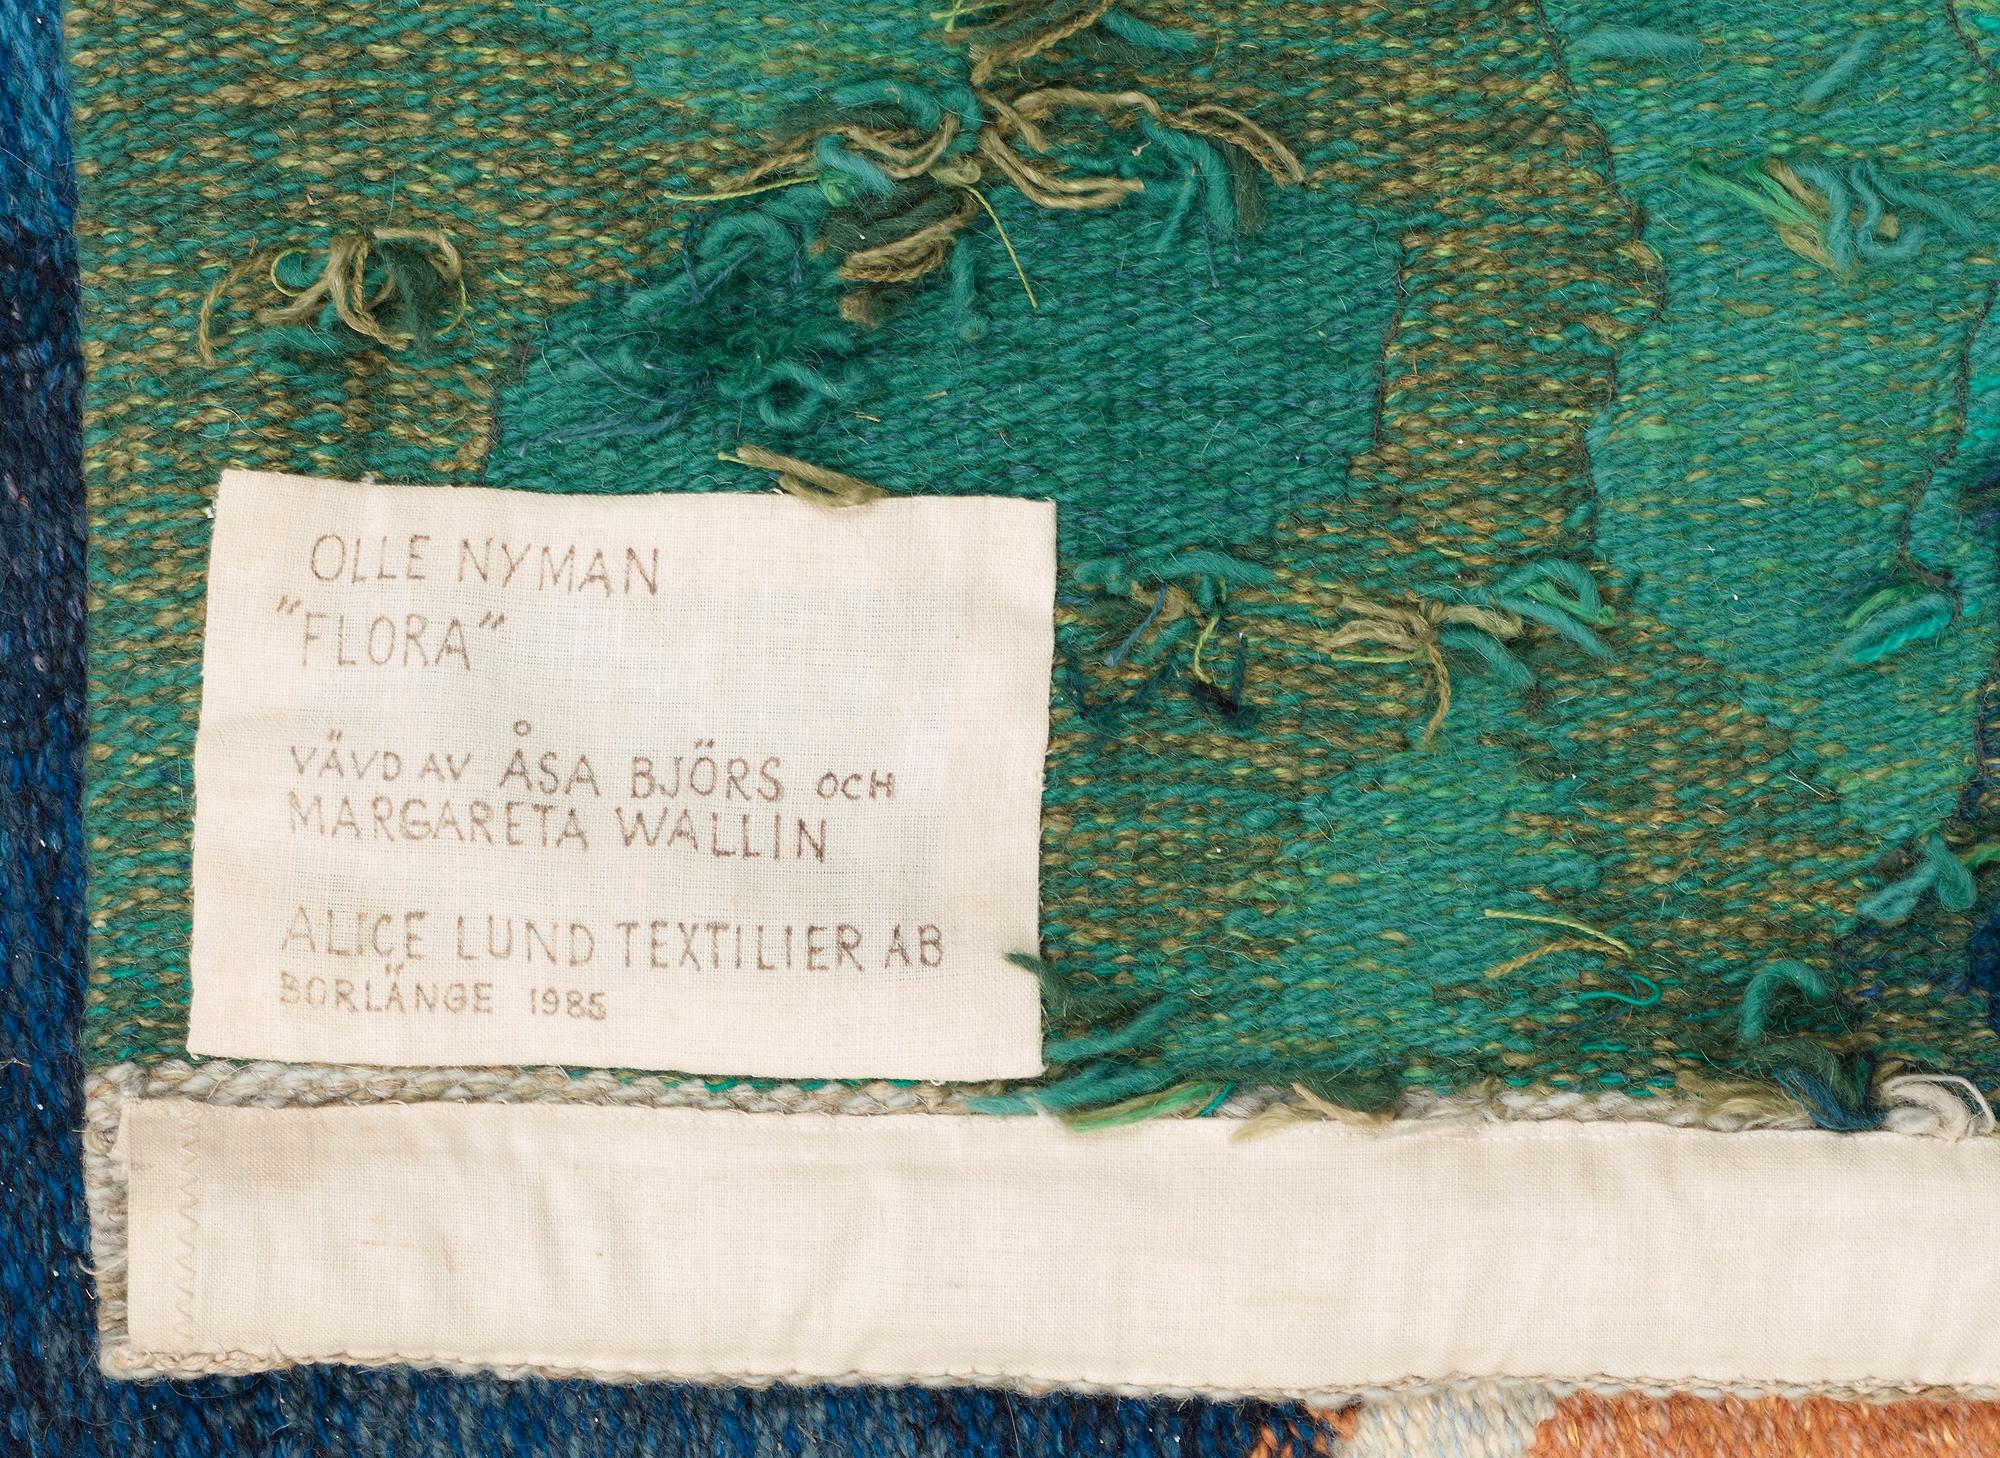 OLLE NYMAN
"FLORA"
VÄVD AV ÅSA BJÖRS OCH
MARGARETA WALLIN
ALICE LUND TEXTILIER AB
BORLÄNGE 1985